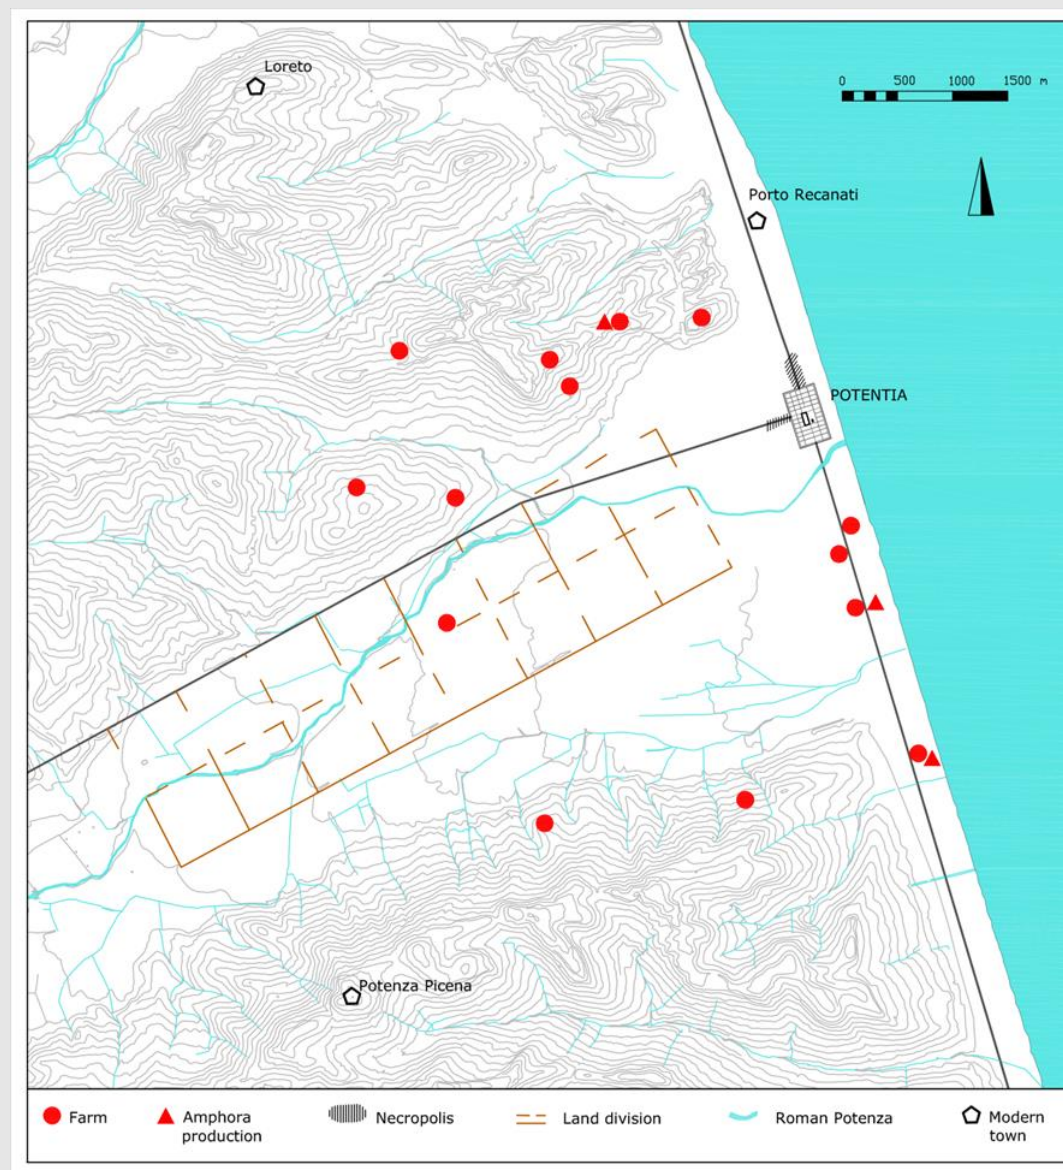 Loreto
0 500 1000 1500 m
Porto Recanati
POTENTIA
Potenza Picena
Farm
Amphora
production
Necropolis
Land division
Roman Potenza
Modern
town